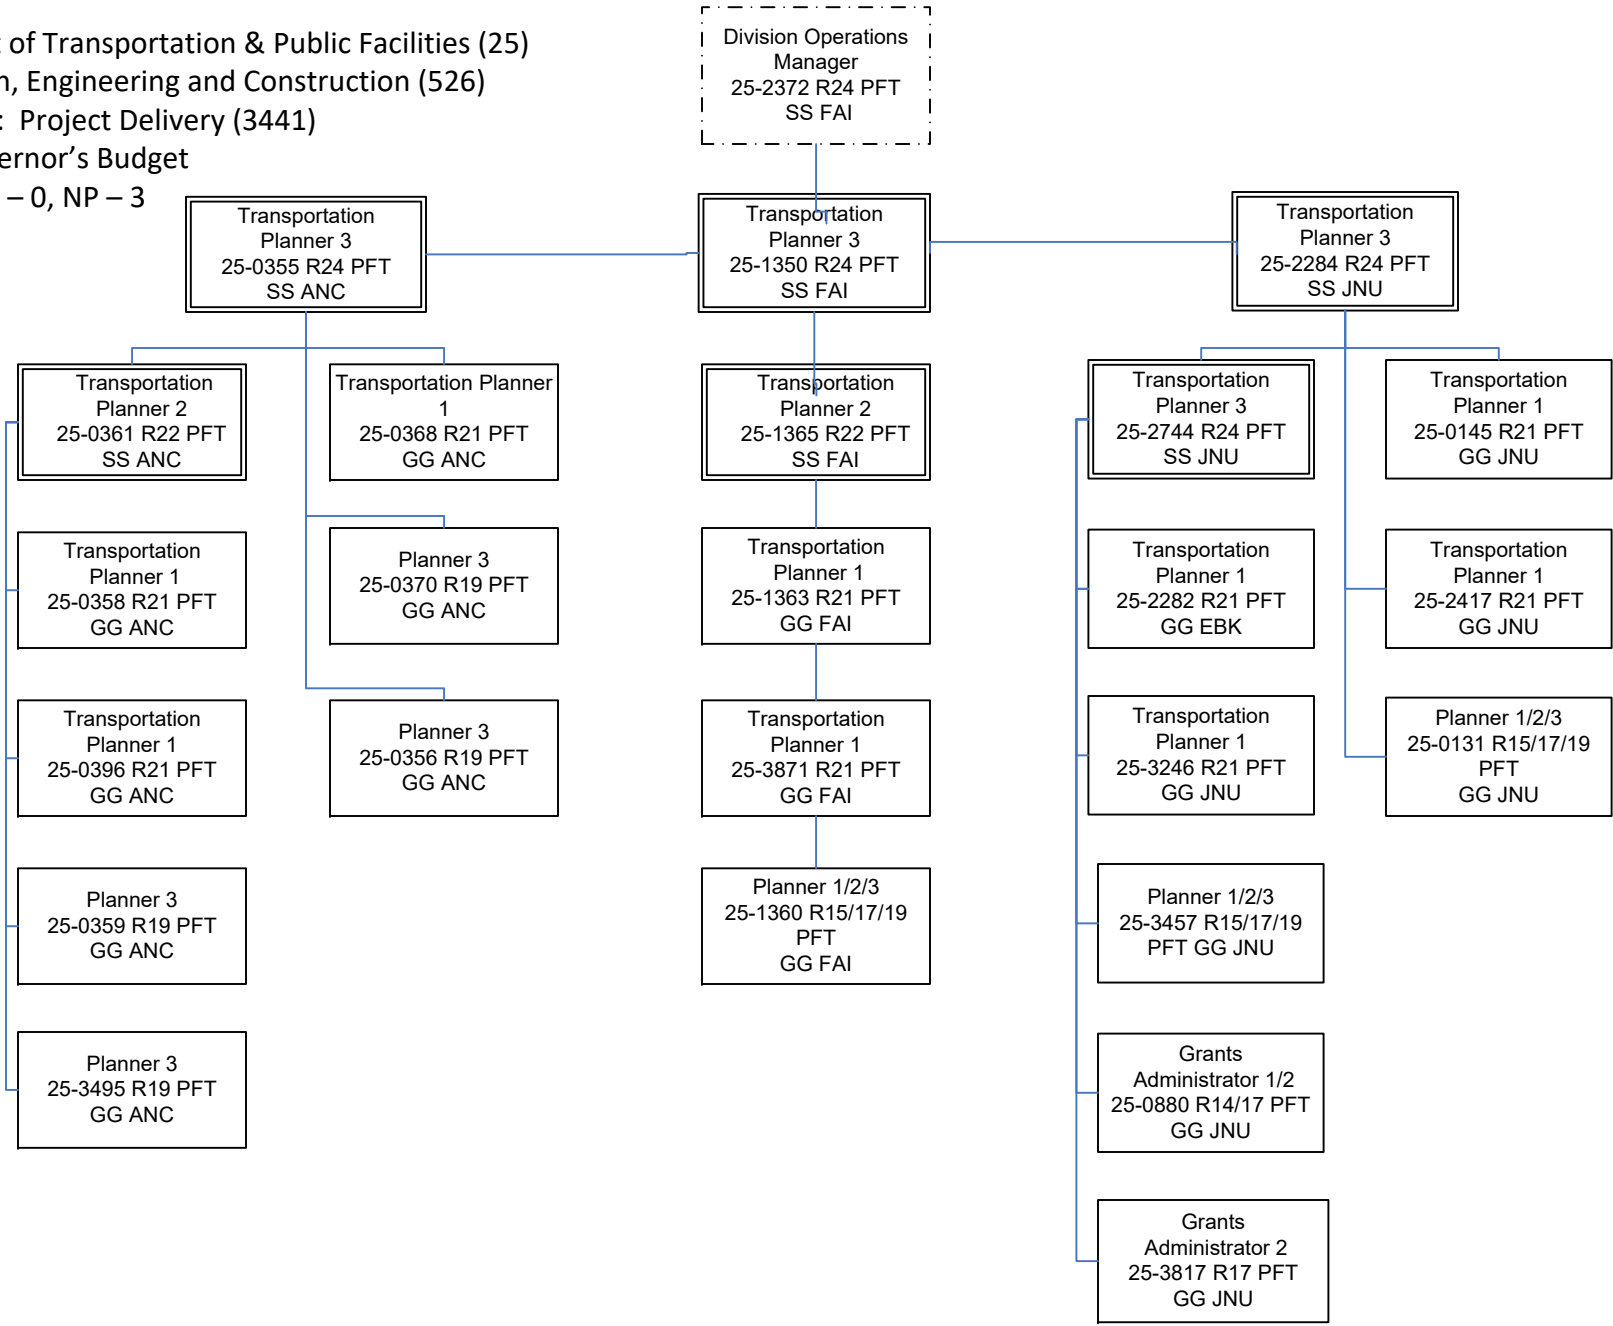 of Transportation & Public Facilities (25)
, Engineering and Construction (526)
: Project Delivery (3441)
ernor’s Budget
– 0, NP – 3
Division Operations
Manager
25-2372 R24 PFT
SS FAI
Transportation
Planner 3
25-0355 R24 PFT
SS ANC
Transportation
Planner 3
25-1350 R24 PFT
SS FAI
Transportation
Planner 3
25-2284 R24 PFT
SS JNU
Transportation
Planner 2
25-0361 R22 PFT
SS ANC
Transportation Planner
1
25-0368 R21 PFT
GG ANC
Transportation
Planner 2
25-1365 R22 PFT
SS FAI
Transportation
Planner 3
25-2744 R24 PFT
SS JNU
Transportation
Planner 1
25-0145 R21 PFT
GG JNU
Transportation
Planner 1
25-0358 R21 PFT
GG ANC
Planner 3
25-0370 R19 PFT
GG ANC
Transportation
Planner 1
25-1363 R21 PFT
GG FAI
Transportation
Planner 1
25-2282 R21 PFT
GG EBK
Transportation
Planner 1
25-2417 R21 PFT
GG JNU
Transportation
Planner 1
25-0396 R21 PFT
GG ANC
Planner 3
25-0356 R19 PFT
GG ANC
Transportation
Planner 1
25-3871 R21 PFT
GG FAI
Transportation
Planner 1
25-3246 R21 PFT
GG JNU
Planner 1/2/3
25-0131 R15/17/19
PFT
GG JNU
Planner 3
25-0359 R19 PFT
GG ANC
Planner 1/2/3
25-1360 R15/17/19
PFT
GG FAI
Planner 1/2/3
25-3457 R15/17/19
PFT GG JNU
Planner 3
25-3495 R19 PFT
GG ANC
Grants
Administrator 1/2
25-0880 R14/17 PFT
GG JNU
Grants
Administrator 2
25-3817 R17 PFT
GG JNU